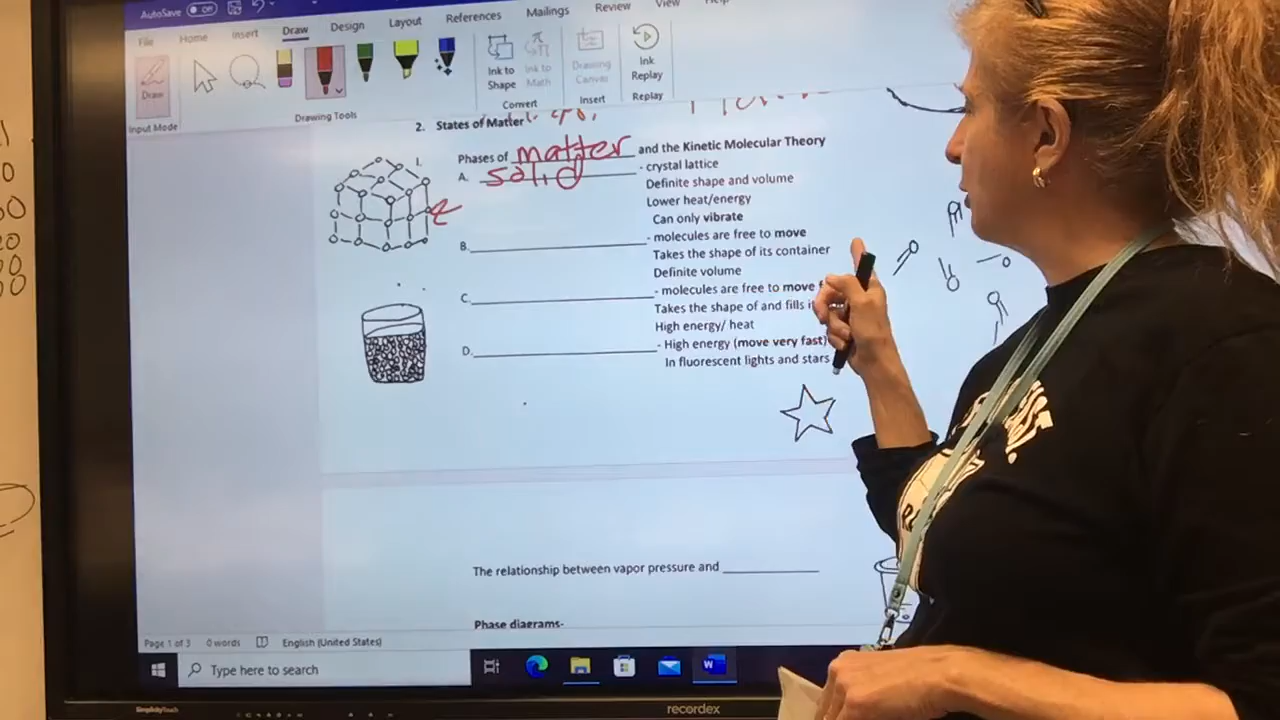 AutoSave Off
File Home Insert Draw Design Layout References Mailings Review View Help
Draw
Input Mode
Drawing Tools
Ink to Shape
Ink to Math
Convert
Drawing Canvas
Insert
Ink Replay
Replay
2. States of Matter
Phases of matter and the Kinetic Molecular Theory
A. solid - crystal lattice
Definite shape and volume
Lower heat/energy
Can only vibrate
B. - molecules are free to move
Takes the shape of its container
Definite volume
C. - molecules are free to move
Takes the shape of and fills
High energy/ heat
D. - High energy (move very fast)
In fluorescent lights and stars
The relationship between vapor pressure and
Phase diagrams-
Page 1 of 3 0 words English (United States)
Type here to search
recordex